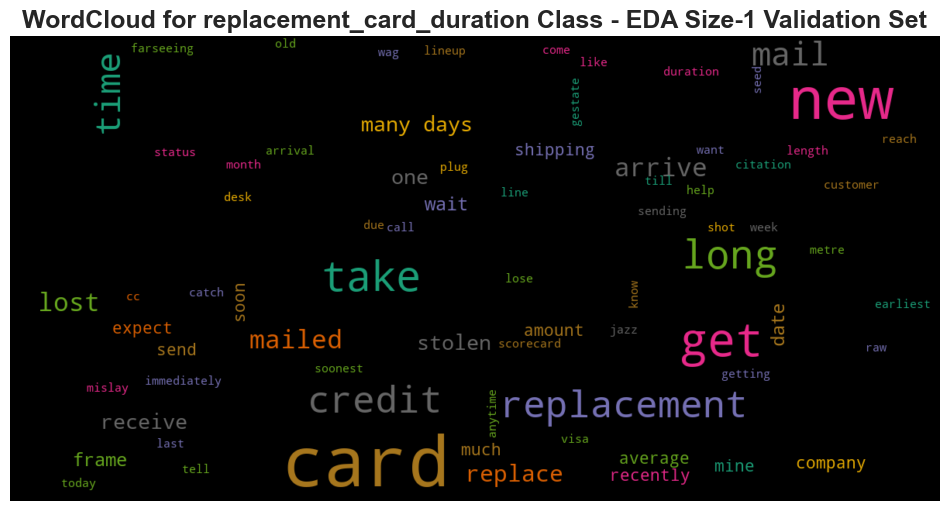 WordCloud for replacement_card_duration Class - EDA Size-1 Validation Set
farseeing
old
wag
lineup
come
like
mail
time
duration
seed
new
gestate
many days
status
arrival
month
shipping
want
length
reach
citation
arrive
plug
one
till
help
customer
desk
line
wait
sending
due
call
shot
week
take
long
metre
lose
lost
cc
catch
soon
know
date
earliest
expect
mailed
send
stolen
amount
scorecard
jazz
get
raw
mislay
immediately
soonest
getting
credit
replacement
anytime
receive
last
visa
card
much
frame
tell
today
replace
average
recently
mine
company